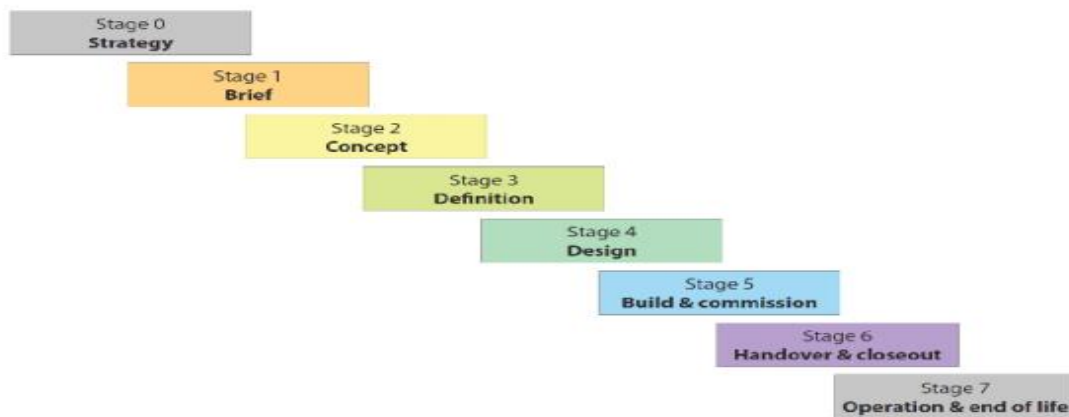 Stage 0
Strategy
Stage 1
Brief
Stage 2
Concept
Stage 3
Definition
Stage 4
Design
Stage 5
Build & commission
Stage 6
Handover & closeout
Stage 7
Operation & end of life